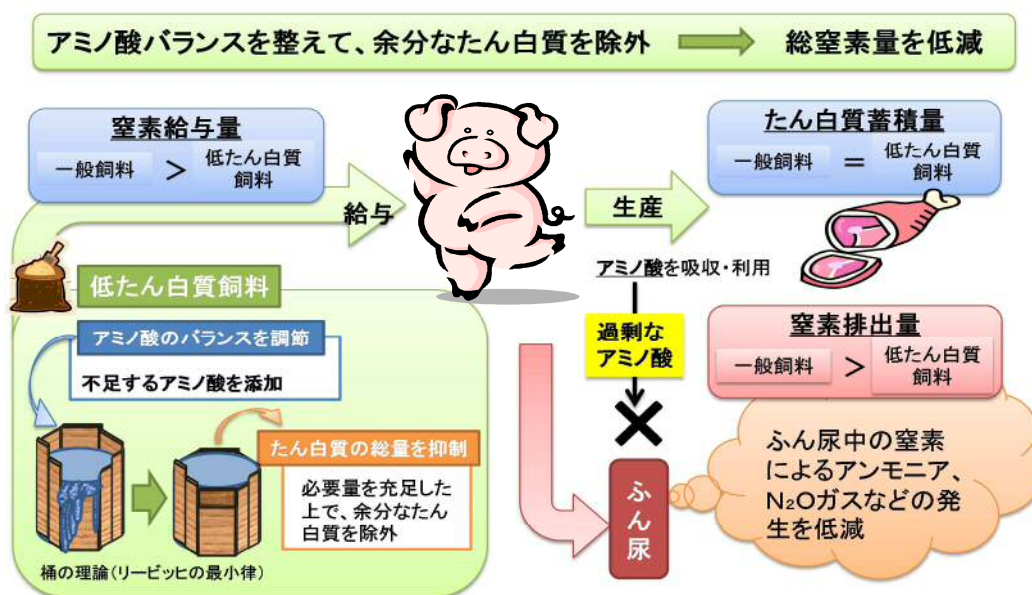 アミノ酸バランスを整えて、余分なたん白質を除外 総窒素量を低減
窒素給与量
一般飼料 > 低たん白質
飼料
給与
生産
たん白質蓄積量
一般飼料 = 低たん白質
飼料
低たん白質飼料
アミノ酸のバランスを調節
不足するアミノ酸を添加
たん白質の総量を抑制
必要量を充足した
上で、余分なたん
白質を除外
桶の理論(リービッヒの最小律)
アミノ酸を吸収・利用
過剰な
アミノ酸
ふん尿
窒素排出量
一般飼料 > 低たん白質
飼料
ふん尿中の窒素
によるアンモニア、
N₂Oガスなどの発
生を低減